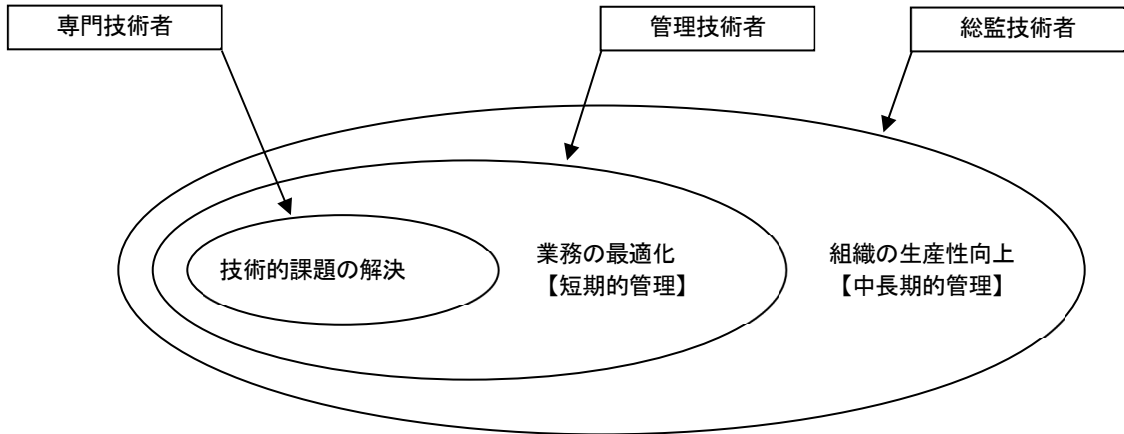 専門技術者
管理技術者
総監技術者
技術的課題の解決
業務の最適化
【短期的管理】
組織の生産性向上
【中長期的管理】